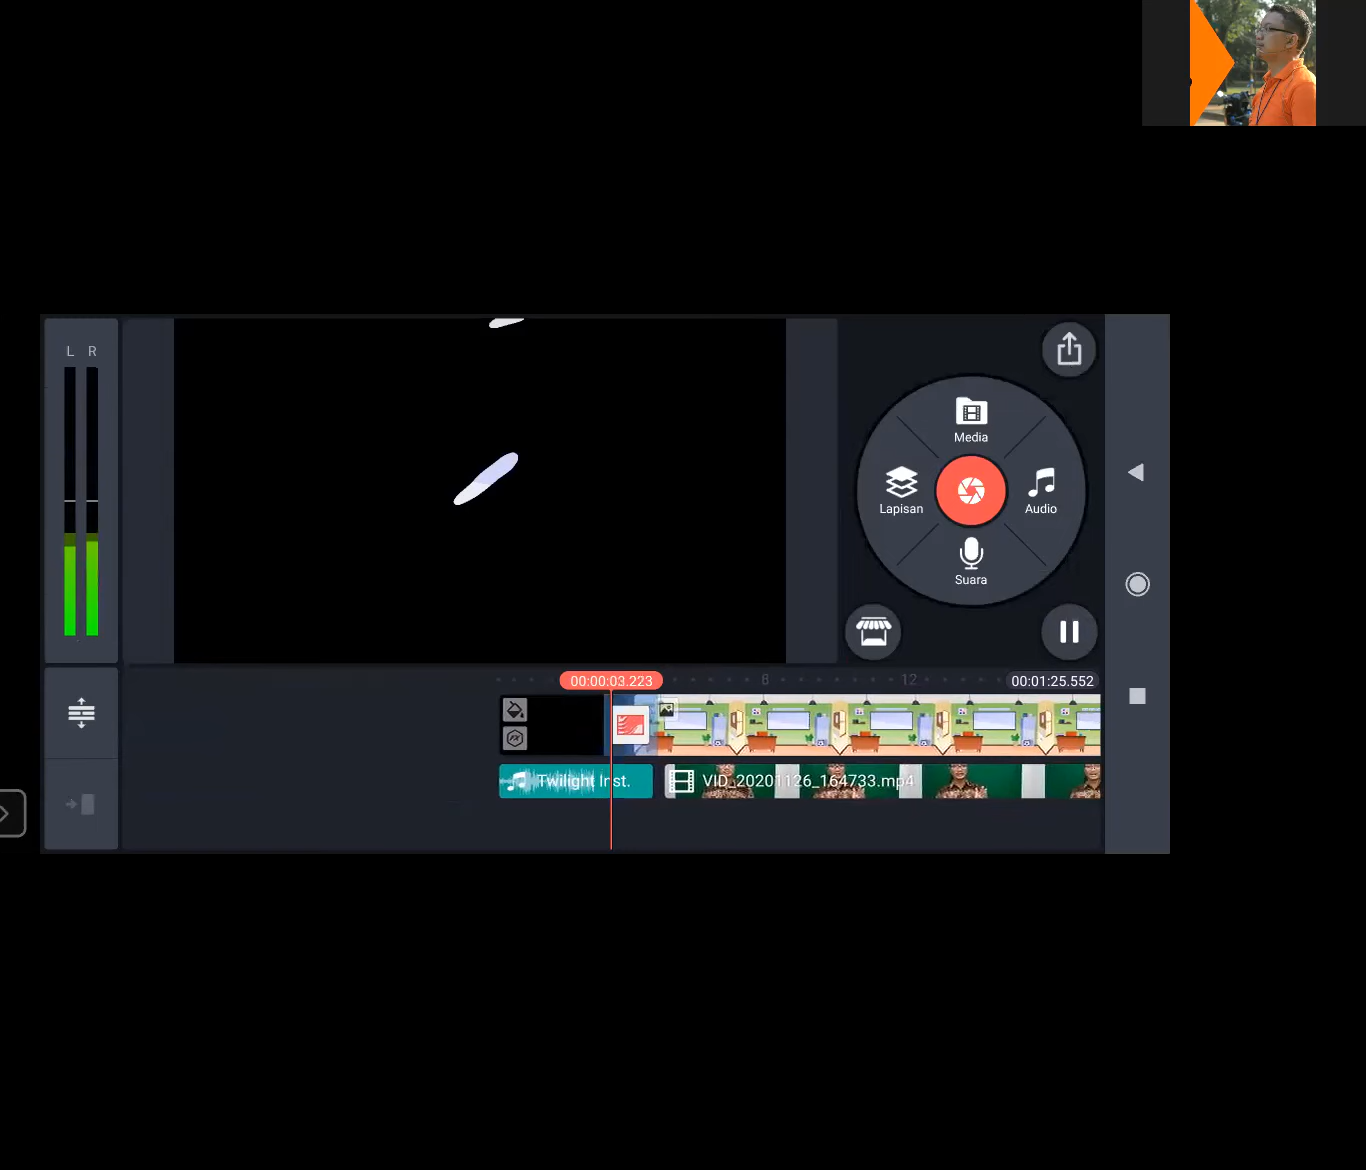 L R
Media
Lapisan
Audio
Suara
00:00:03.223
8
12
00:01:25.552
Twilight Inst.
VID_20201126_164733.mp4